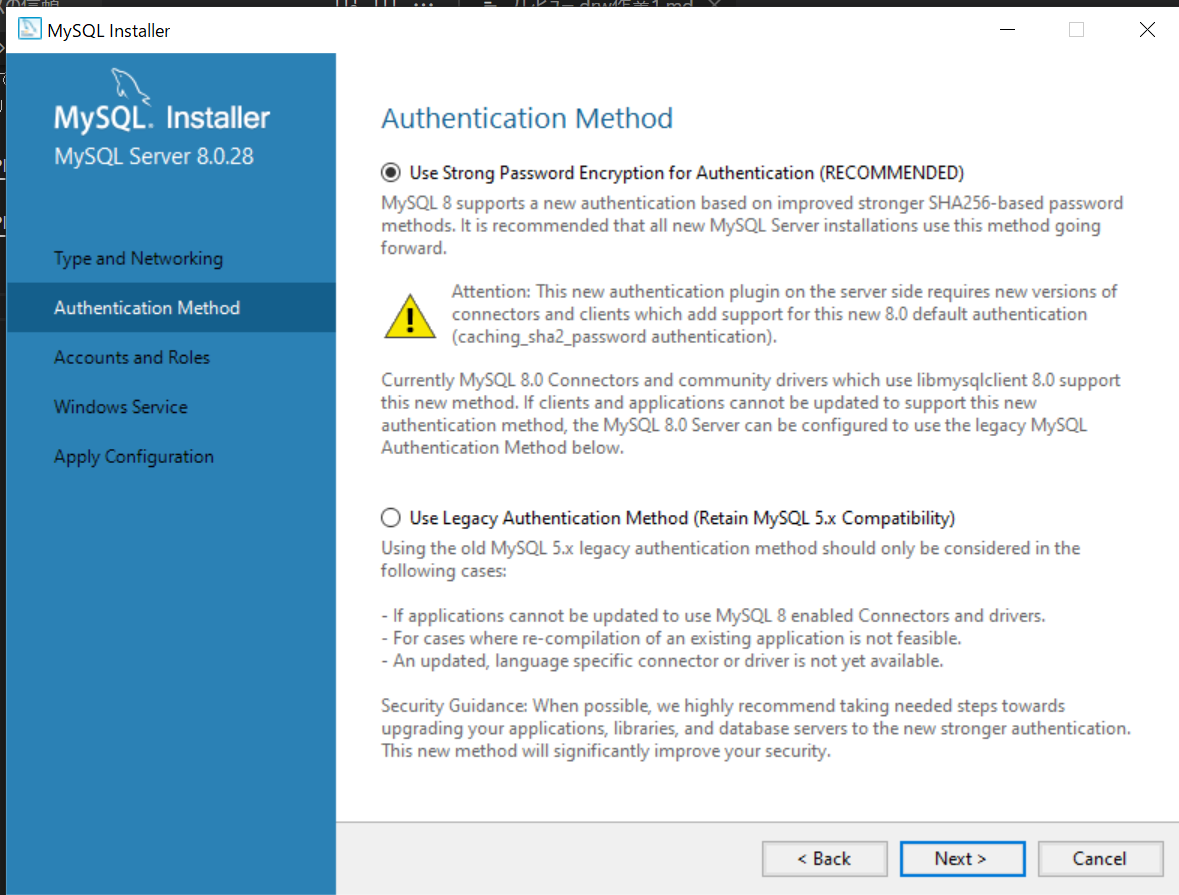 MySQL Installer
MySQL. Installer
MySQL Server 8.0.28
Type and Networking
Authentication Method
Accounts and Roles
Windows Service
Apply Configuration
Authentication Method
Use Strong Password Encryption for Authentication (RECOMMENDED)
MySQL 8 supports a new authentication based on improved stronger SHA256-based password
methods. It is recommended that all new MySQL Server installations use this method going
forward.
Attention: This new authentication plugin on the server side requires new versions of
connectors and clients which add support for this new 8.0 default authentication
(caching_sha2_password authentication).
Currently MySQL 8.0 Connectors and community drivers which use libmysqlclient 8.0 support
this new method. If clients and applications cannot be updated to support this new
authentication method, the MySQL 8.0 Server can be configured to use the legacy MySQL
Authentication Method below.
Use Legacy Authentication Method (Retain MySQL 5.x Compatibility)
Using the old MySQL 5.x legacy authentication method should only be considered in the
following cases:
- If applications cannot be updated to use MySQL 8 enabled Connectors and drivers.
- For cases where re-compilation of an existing application is not feasible.
- An updated, language specific connector or driver is not yet available.
Security Guidance: When possible, we highly recommend taking needed steps towards
upgrading your applications, libraries, and database servers to the new stronger authentication.
This new method will significantly improve your security.
< Back
Next >
Cancel